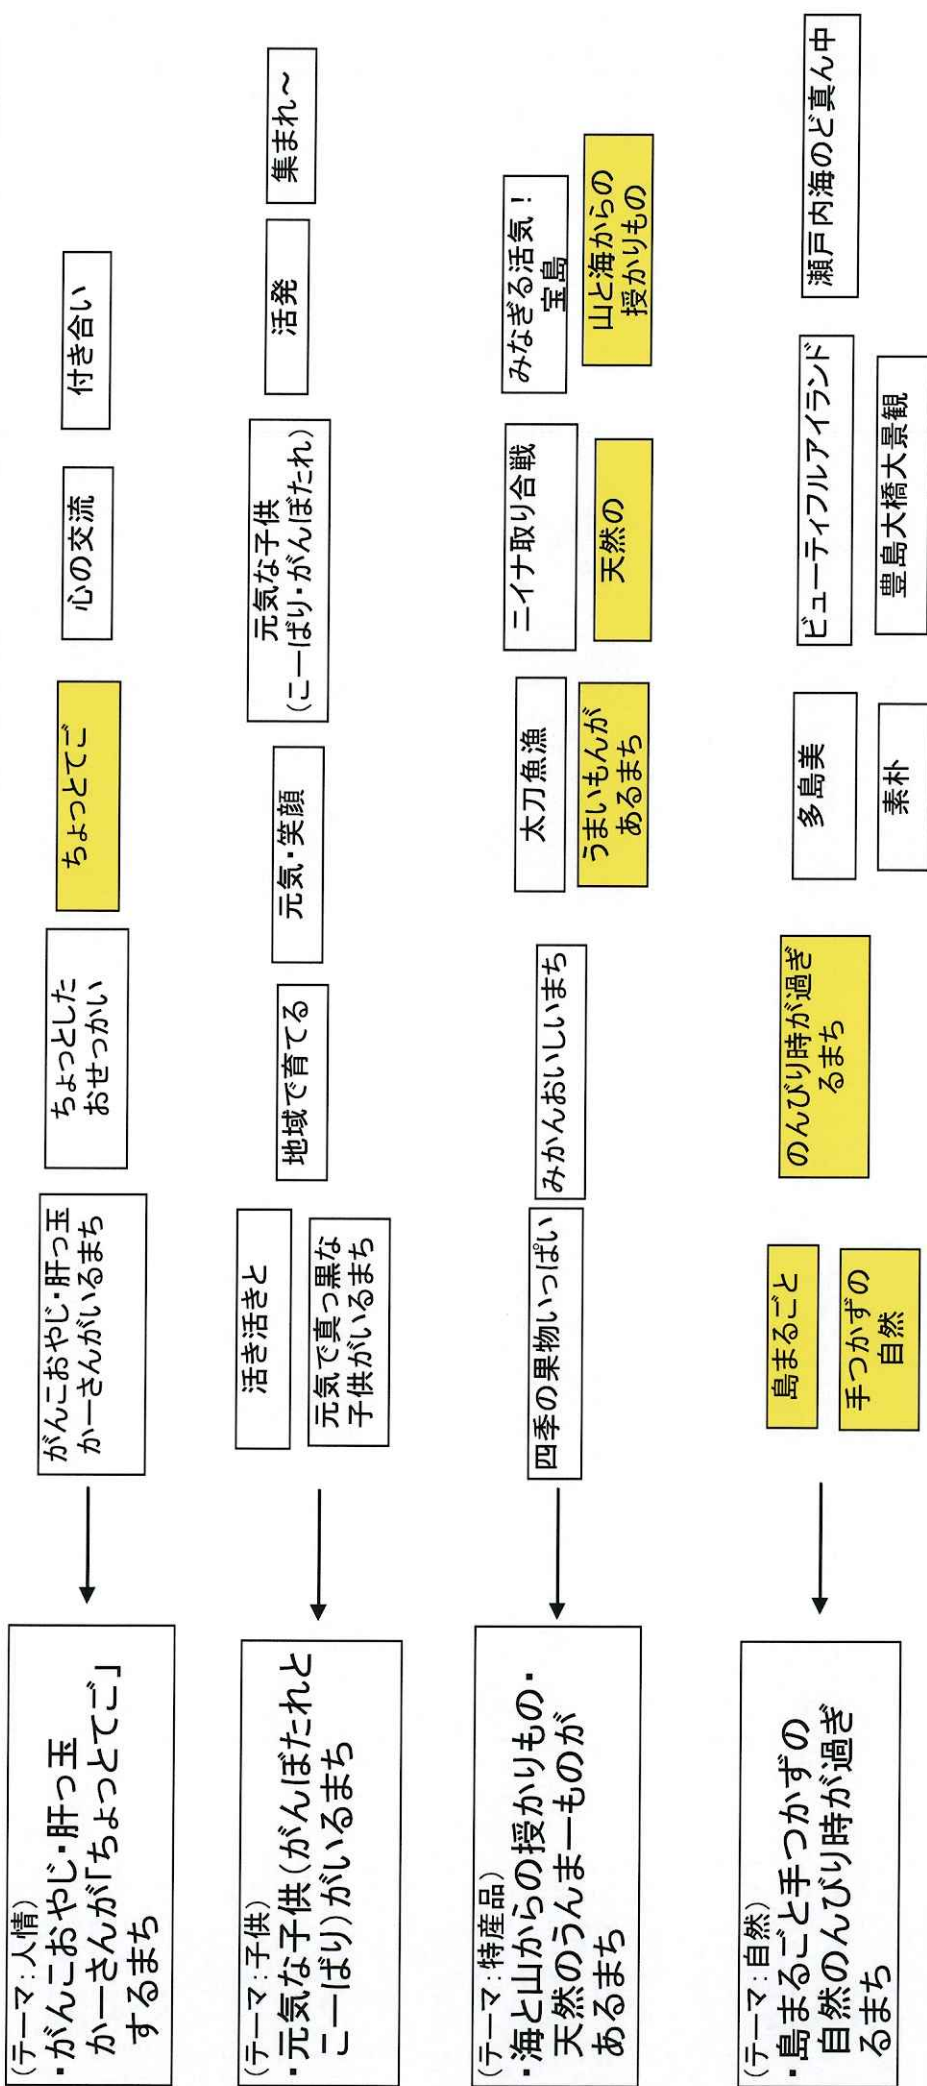 (テーマ:人情)
・がんこおやじ・肝っ玉
かーさんが「ちょっとてご」
するまち
がんこおやじ・肝っ玉
かーさんがいるまち
ちょっとした
おせっかい
ちょっとてご
心の交流
付き合い
(テーマ:子供)
・元気な子供(がんぼたれと
こーばり)がいるまち
活き活きと
元気で真っ黒な
子供がいるまち
地域で育てる
元気・笑顔
元気な子供
(こーばり・がんぼたれ)
活発
集まれ~
(テーマ:特産品)
・海と山からの授かりもの・
天然のうんまーものが
あるまち
四季の果物いっぱい
みかんおいしいまち
太刀魚漁
うまいもんが
あるまち
ニイナ取り合戦
天然の
みなぎる活気!
宝島
山と海からの
授かりもの
(テーマ:自然)
・島まるごと手つかずの
自然のんびり時が過ぎ
るまち
島まるごと
手つかずの
自然
のんびり時が過ぎ
るまち
多島美
素朴
ビューティフルアイランド
豊島大橋大景観
瀬戸内海のど真ん中